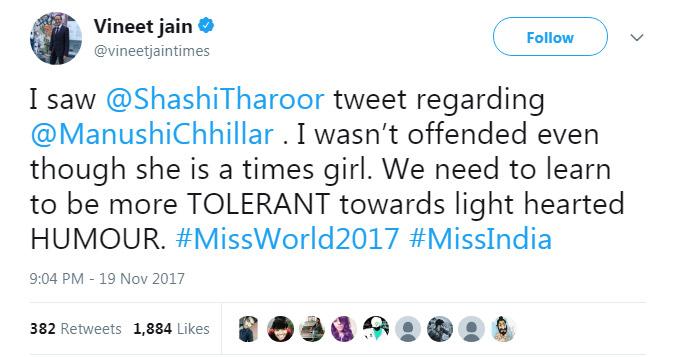 Vineet jain
@vineetjaintimes
Follow
I saw @ShashiTharoor tweet regarding
@ManushiChhillar . I wasn’t offended even
though she is a times girl. We need to learn
to be more TOLERANT towards light hearted
HUMOUR. #MissWorld2017 #MissIndia
9:04 PM - 19 Nov 2017
382 Retweets 1,884 Likes